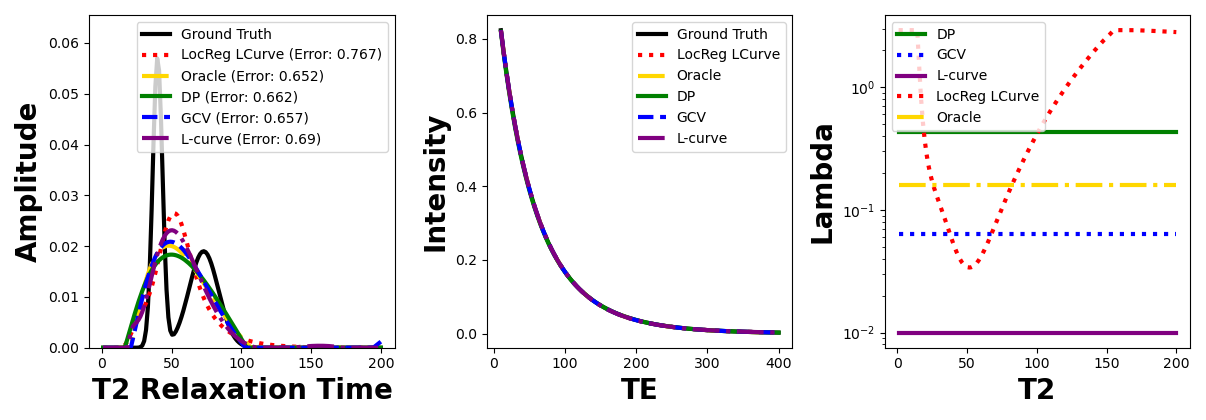 Amplitude
0.06
0.05
0.04
0.03
0.02
0.01
0.00
0
50
100
150
200
T2 Relaxation Time
Ground Truth
LocReg LCurve (Error: 0.767)
Oracle (Error: 0.652)
DP (Error: 0.662)
GCV (Error: 0.657)
L-curve (Error: 0.69)
Intensity
0.8
0.6
0.4
0.2
0.0
0
100
200
300
400
TE
Ground Truth
LocReg LCurve
Oracle
DP
GCV
L-curve
Lambda
10⁰
10⁻¹
10⁻²
0
50
100
150
200
T2
DP
GCV
L-curve
LocReg LCurve
Oracle